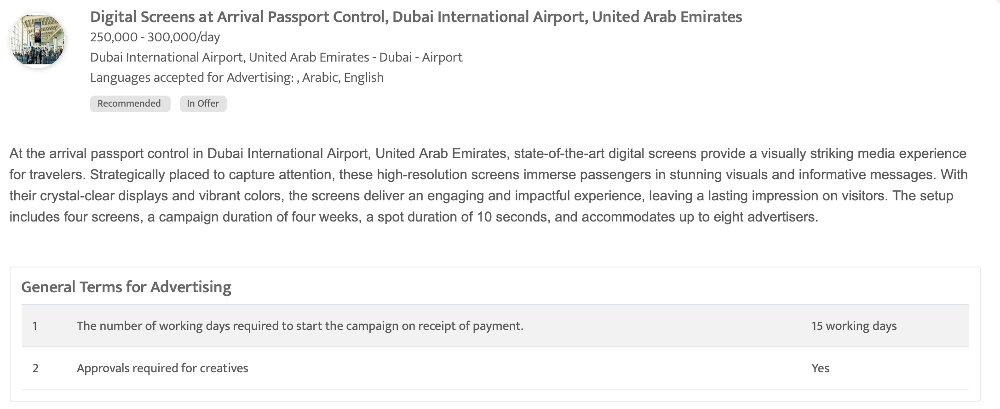 Digital Screens at Arrival Passport Control, Dubai International Airport, United Arab Emirates
250,000 - 300,000/day
Dubai International Airport, United Arab Emirates - Dubai - Airport
Languages accepted for Advertising: , Arabic, English
Recommended In Offer
At the arrival passport control in Dubai International Airport, United Arab Emirates, state-of-the-art digital screens provide a visually striking media experience
for travelers. Strategically placed to capture attention, these high-resolution screens immerse passengers in stunning visuals and informative messages. With
their crystal-clear displays and vibrant colors, the screens deliver an engaging and impactful experience, leaving a lasting impression on visitors. The setup
includes four screens, a campaign duration of four weeks, a spot duration of 10 seconds, and accommodates up to eight advertisers.
General Terms for Advertising
1 The number of working days required to start the campaign on receipt of payment. 15 working days
2 Approvals required for creatives Yes